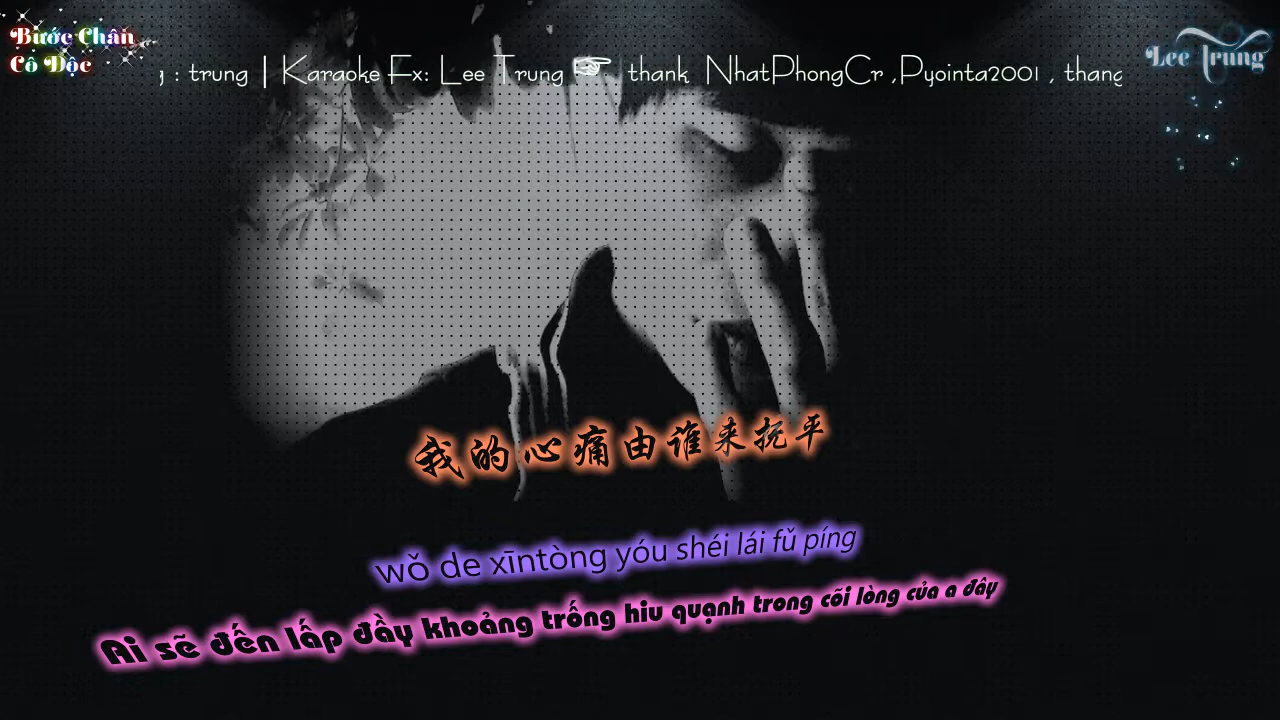 Bước Chân
Cô Độc
: trung | Karaoke Fx: Lee Trung ☞ thank NhatPhongCr ,Pyointa2001 , thang
Lee Trung
我的心痛由谁来抚平
wǒ de xīntòng yóu shéi lái fǔ píng
Ai sẽ đến lấp đầy khoảng trống hiu quạnh trong cõi lòng của a đây